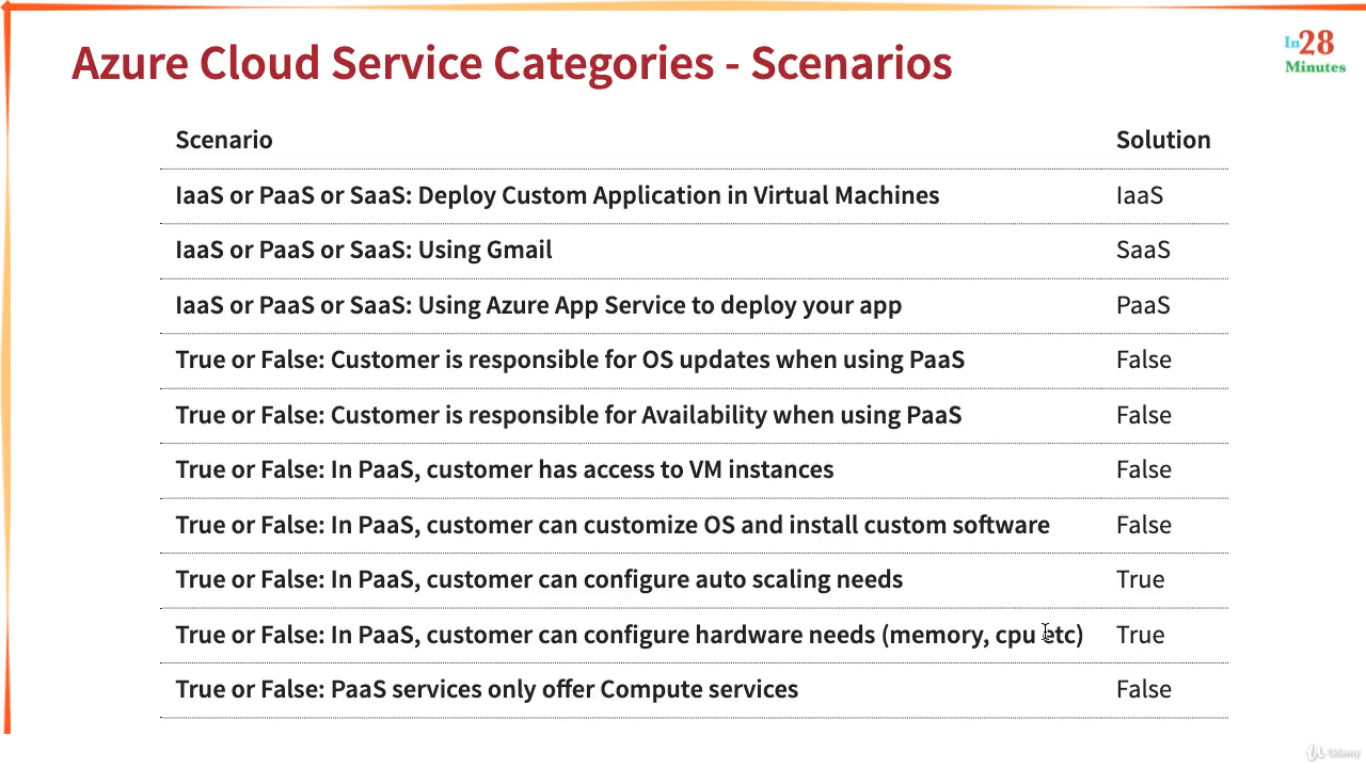 Azure Cloud Service Categories - Scenarios
In28
Minutes
Scenario Solution
IaaS or PaaS or SaaS: Deploy Custom Application in Virtual Machines IaaS
IaaS or PaaS or SaaS: Using Gmail SaaS
IaaS or PaaS or SaaS: Using Azure App Service to deploy your app PaaS
True or False: Customer is responsible for OS updates when using PaaS False
True or False: Customer is responsible for Availability when using PaaS False
True or False: In PaaS, customer has access to VM instances False
True or False: In PaaS, customer can customize OS and install custom software False
True or False: In PaaS, customer can configure auto scaling needs True
True or False: In PaaS, customer can configure hardware needs (memory, cpu etc) True
True or False: PaaS services only offer Compute services False
Udemy